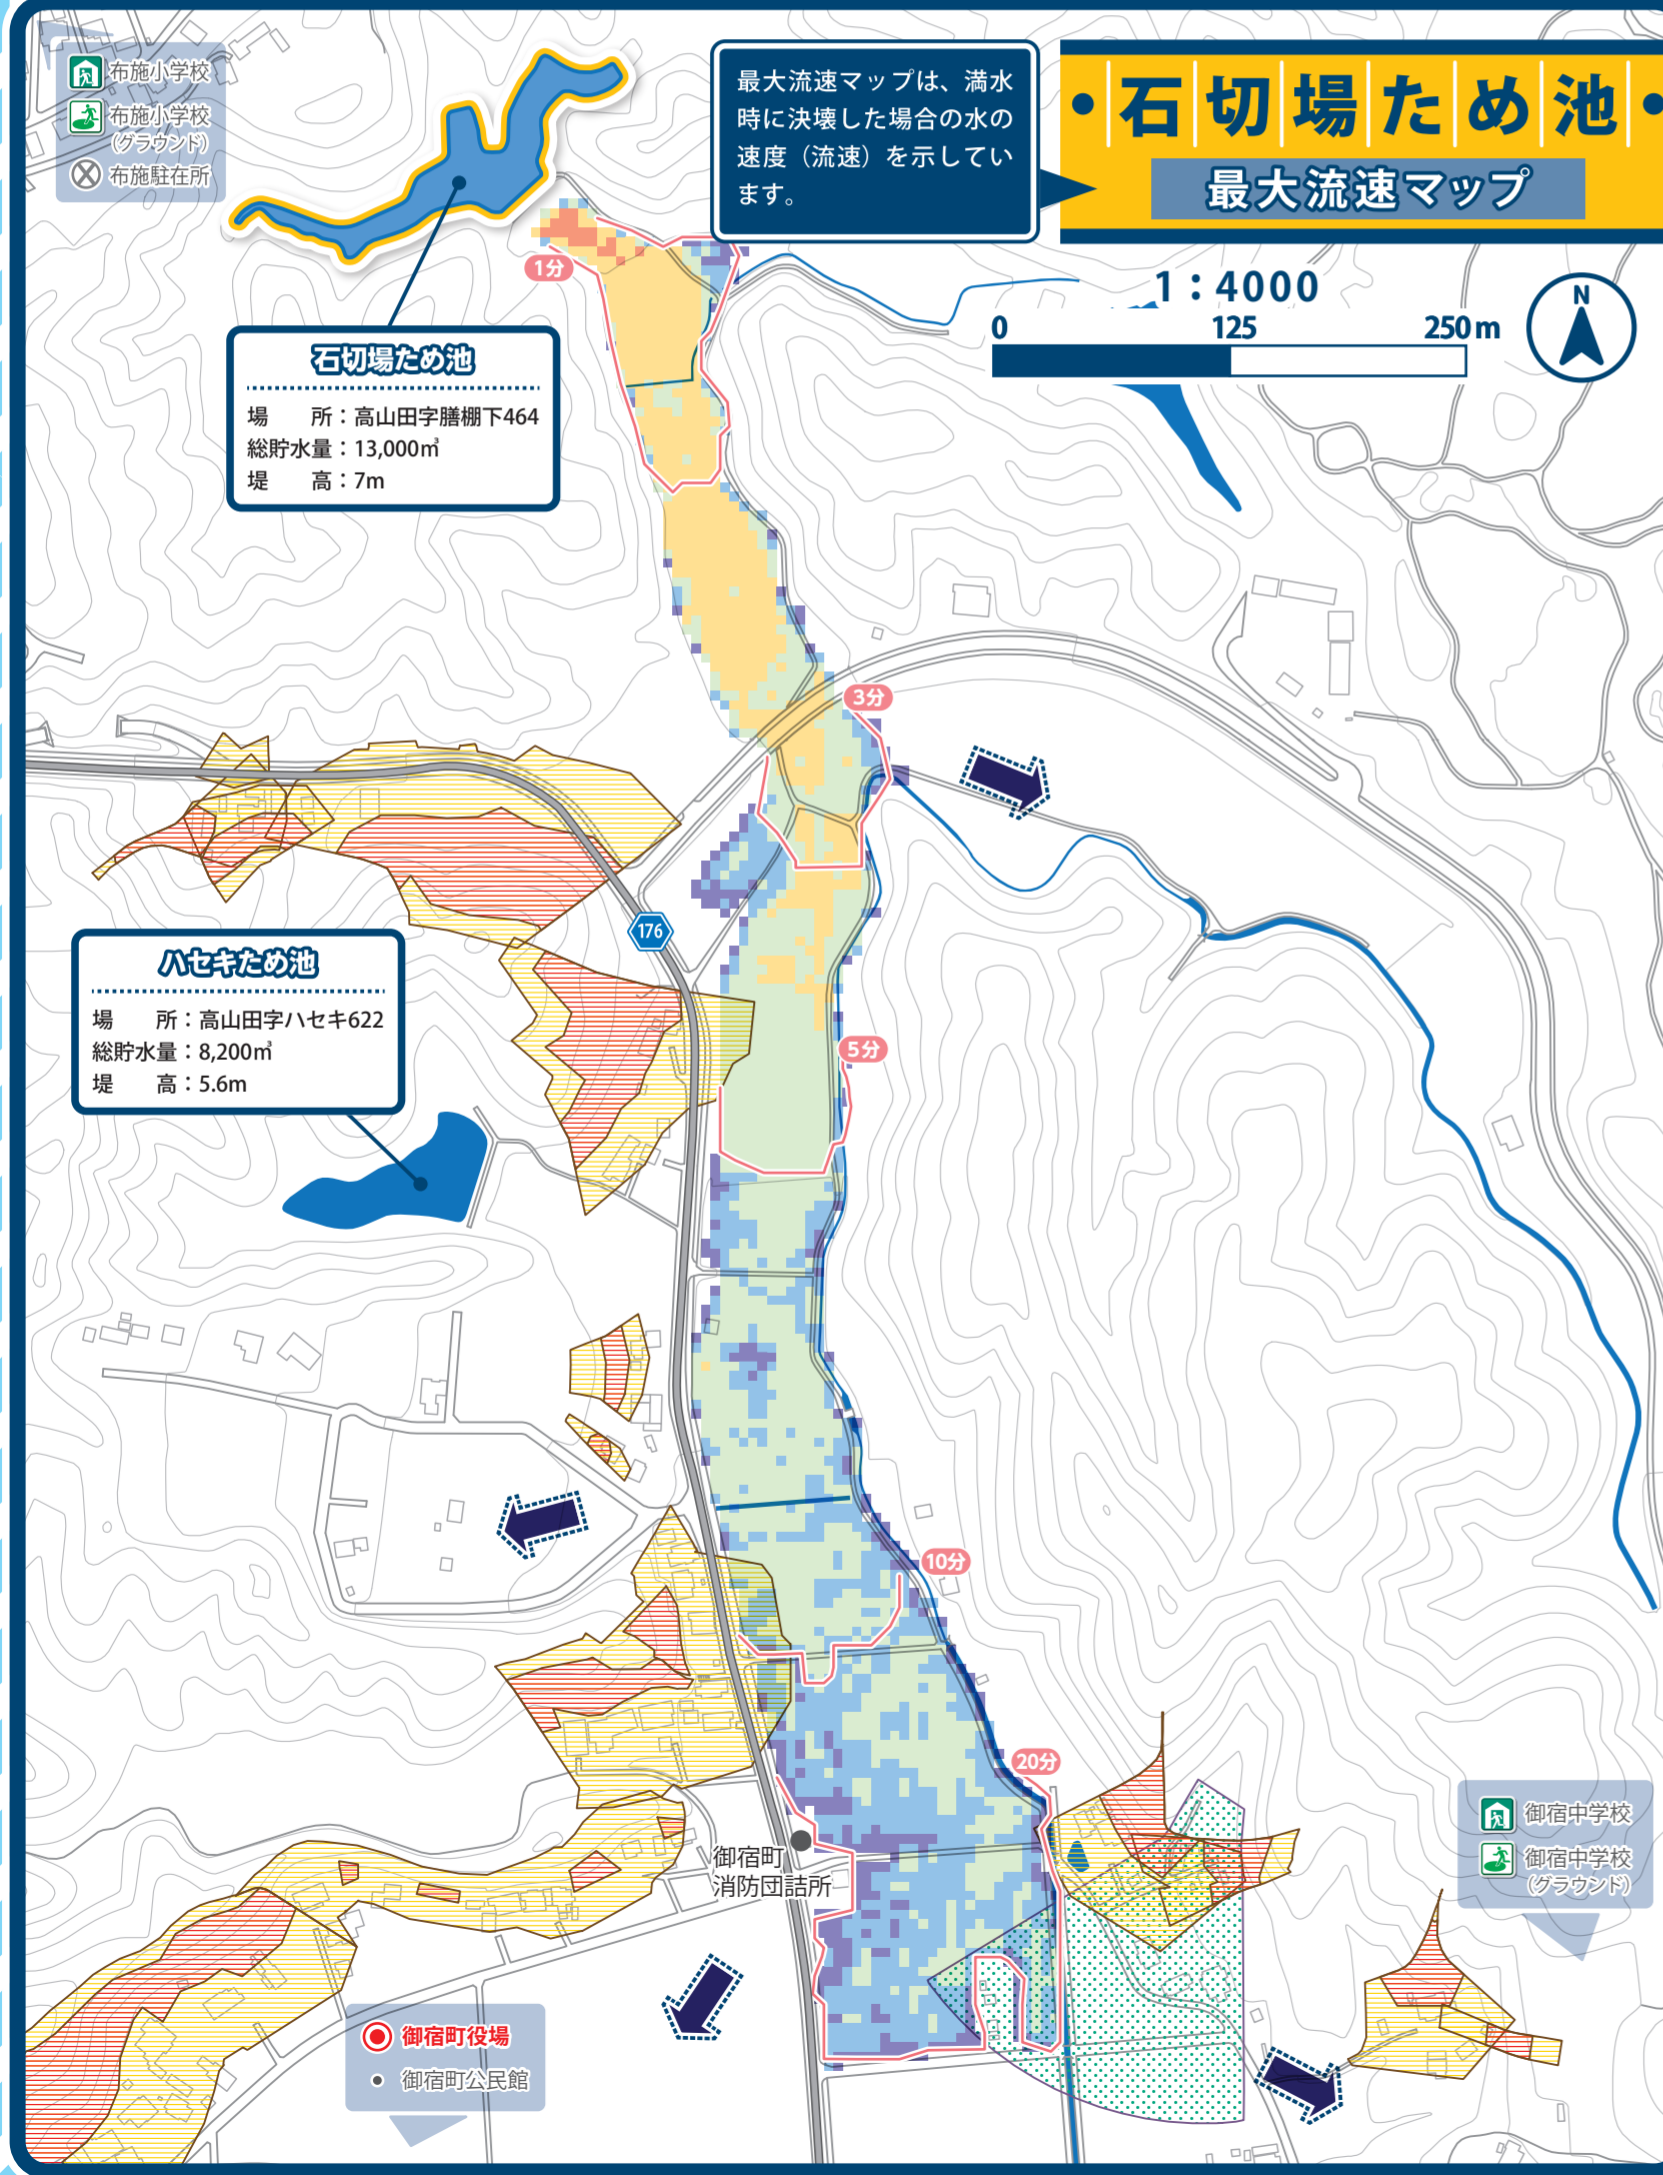 布施小学校
布施小学校
(グラウンド)
布施駐在所
最大流速マップは、満水
時に決壊した場合の水の
速度（流速）を示してい
ます。
・石切場ため池・
最大流速マップ
1：4000
0 125 250m
N
1分
石切場ため池
場　所：高山田字膳棚下464
総貯水量：13,000㎥
堤　高：7m
3分
176
ハセキため池
場　所：高山田字ハセキ622
総貯水量：8,200㎥
堤　高：5.6m
5分
10分
20分
御宿町
消防団詰所
御宿中学校
御宿中学校
(グラウンド)
御宿町役場
御宿町公民館